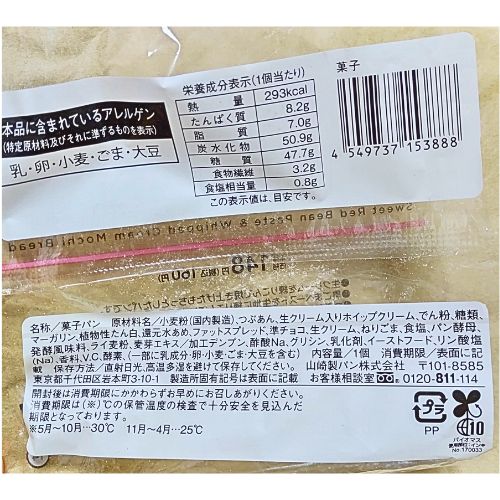 本品に含まれているアレルゲン
(特定原材料及びそれに準ずるものを表示)
乳・卵・小麦・ごま・大豆
栄養成分表示(1個当たり)
熱量 293kcal
たんぱく質 8.2g
脂質 7.0g
炭水化物 50.9g
糖質 47.7g
食物繊維 3.2g
食塩相当量 0.8g
この表示値は、目安です。
菓子
4 549737 153888
Sweet Red Bean Paste & Whipped Cream Mochi Bread
148
名称/菓子パン 原材料名/小麦粉(国内製造)、つぶあん、生クリーム入りホイップクリーム、でん粉、糖類、
マーガリン、植物性たん白、還元水あめ、ファットスプレッド、準チョコ、生クリーム、ねりごま、食塩、パン酵母、
発酵風味料、ライ麦粉、麦芽エキス/加工デンプン、酢酸Na、グリシン、乳化剤、イーストフード、リン酸塩
(Na)、香料、V.C、酵素、(一部に乳成分・卵・小麦・ごま・大豆を含む) 内容量/1個 消費期限/表面に記
載 保存方法/直射日光、高温多湿を避けて保存してください。 山崎製パン株式会社 〒101-8585
東京都千代田区岩本町3-10-1 製造所固有記号は表面に記載 お客様相談室 0120-811-114
開封後は消費期限にかかわらずお早めにお召しあがりください。
消費期限は(※)℃の保管温度の検査で十分安全を見込んだ
期限となっております。
※5月〜10月…30℃ 11月〜4月…25℃
プラ
PP
10
バイオマス
No.170033